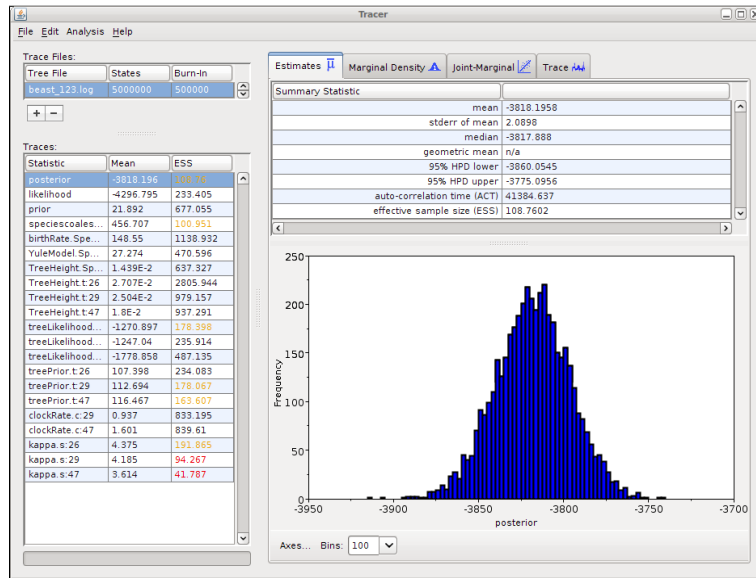 Tracer
File Edit Analysis Help
Trace Files:
Tree File States Burn-In
beast_123.log 5000000 500000
+ −
Traces:
Statistic Mean ESS
posterior -3818.196
likelihood -4296.795 233.405
prior 21.892 677.055
speciescoales... 456.707 100.951
birthRate.Spe... 148.55 1138.932
YuleModel.Sp... 27.274 470.596
TreeHeight.Sp... 1.439E-2 637.327
TreeHeight.t:26 2.707E-2 2805.944
TreeHeight.t:29 2.504E-2 979.157
TreeHeight.t:47 1.8E-2 937.291
treeLikelihood... -1270.897 178.398
treeLikelihood... -1247.04 235.914
treeLikelihood... -1778.858 487.135
treePrior.t:26 107.398 234.083
treePrior.t:29 112.694 178.067
treePrior.t:47 116.467 163.607
clockRate.c:29 0.937 833.195
clockRate.c:47 1.601 839.61
kappa.s:26 4.375 191.865
kappa.s:29 4.185 94.267
kappa.s:47 3.614 41.787
Estimates μ Marginal Density Joint-Marginal Trace
Summary Statistic
mean -3818.1958
stderr of mean 2.0898
median -3817.888
geometric mean n/a
95% HPD lower -3860.0545
95% HPD upper -3775.0956
auto-correlation time (ACT) 41384.637
effective sample size (ESS) 108.7602
250
200
150
100
50
0
Frequency
-3950 -3900 -3850 -3800 -3750 -3700
posterior
Axes... Bins: 100